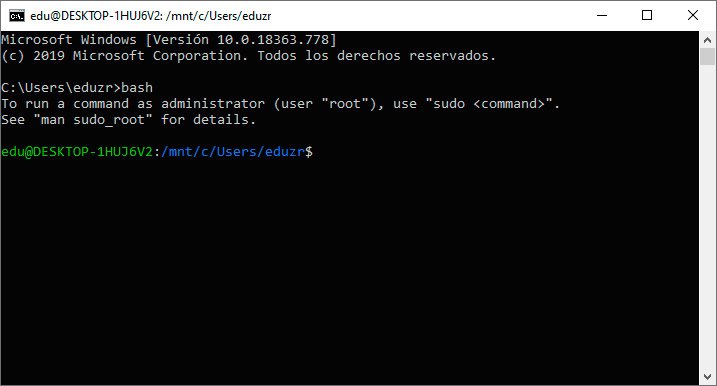 edu@DESKTOP-1HUJ6V2: /mnt/c/Users/eduzr
Microsoft Windows [Versión 10.0.18363.778]
(c) 2019 Microsoft Corporation. Todos los derechos reservados.
C:\Users\eduzr>bash
To run a command as administrator (user "root"), use "sudo <command>".
See "man sudo_root" for details.
edu@DESKTOP-1HUJ6V2:/mnt/c/Users/eduzr$